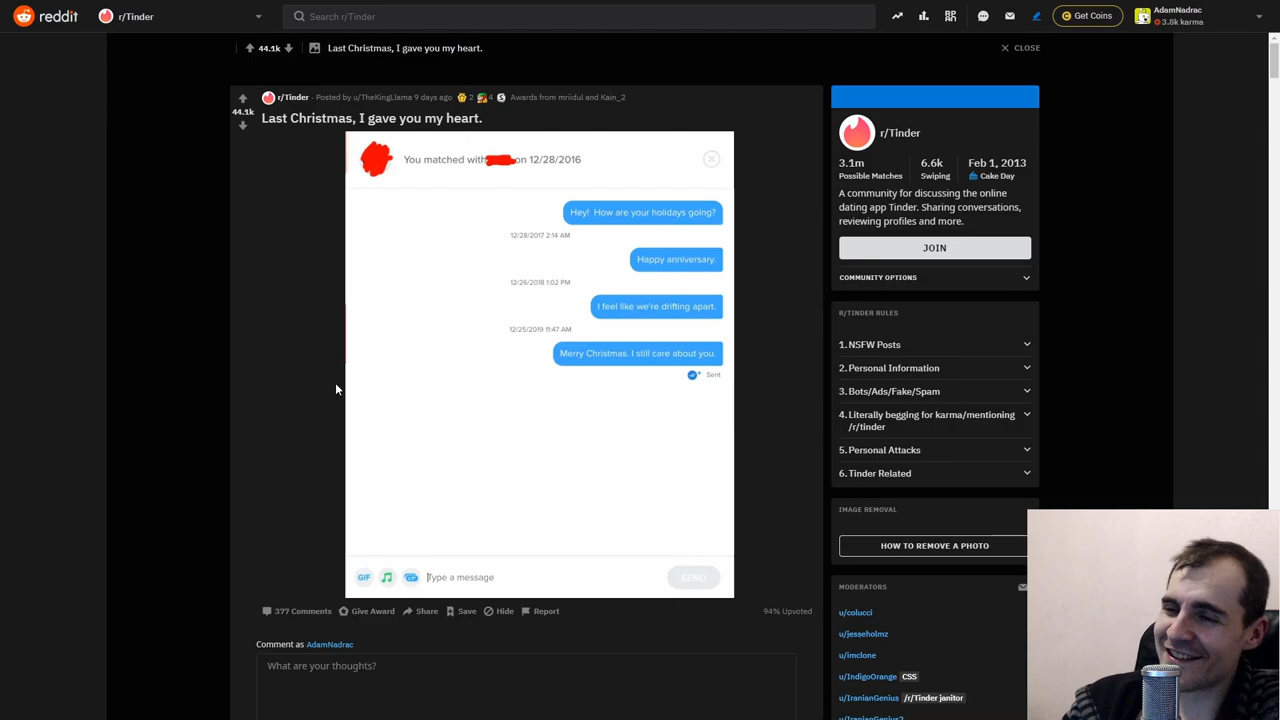 reddit
r/Tinder
Search r/Tinder
Get Coins
AdamNadrac
3.8k karma
44.1k
Last Christmas, I gave you my heart.
CLOSE
r/Tinder · Posted by u/TheKingLlama 9 days ago 2 4 S Awards from mriidul and Kain_2
44.1k
Last Christmas, I gave you my heart.
You matched with on 12/28/2016
Hey! How are your holidays going?
12/28/2017 2:14 AM
Happy anniversary.
12/26/2018 1:02 PM
I feel like we're drifting apart.
12/25/2019 11:47 AM
Merry Christmas. I still care about you.
Sent
GIF
Type a message
SEND
377 Comments
Give Award
Share
Save
Hide
Report
94% Upvoted
Comment as AdamNadrac
What are your thoughts?
r/Tinder
3.1m
Possible Matches
6.6k
Swiping
Feb 1, 2013
Cake Day
A community for discussing the online
dating app Tinder. Sharing conversations,
reviewing profiles and more.
JOIN
COMMUNITY OPTIONS
R/TINDER RULES
1. NSFW Posts
2. Personal Information
3. Bots/Ads/Fake/Spam
4. Literally begging for karma/mentioning
/r/tinder
5. Personal Attacks
6. Tinder Related
IMAGE REMOVAL
HOW TO REMOVE A PHOTO
MODERATORS
u/colucci
u/jesseholmz
u/imclone
u/IndigoOrange CSS
u/IranianGenius /r/Tinder janitor
u/IranianGenius2